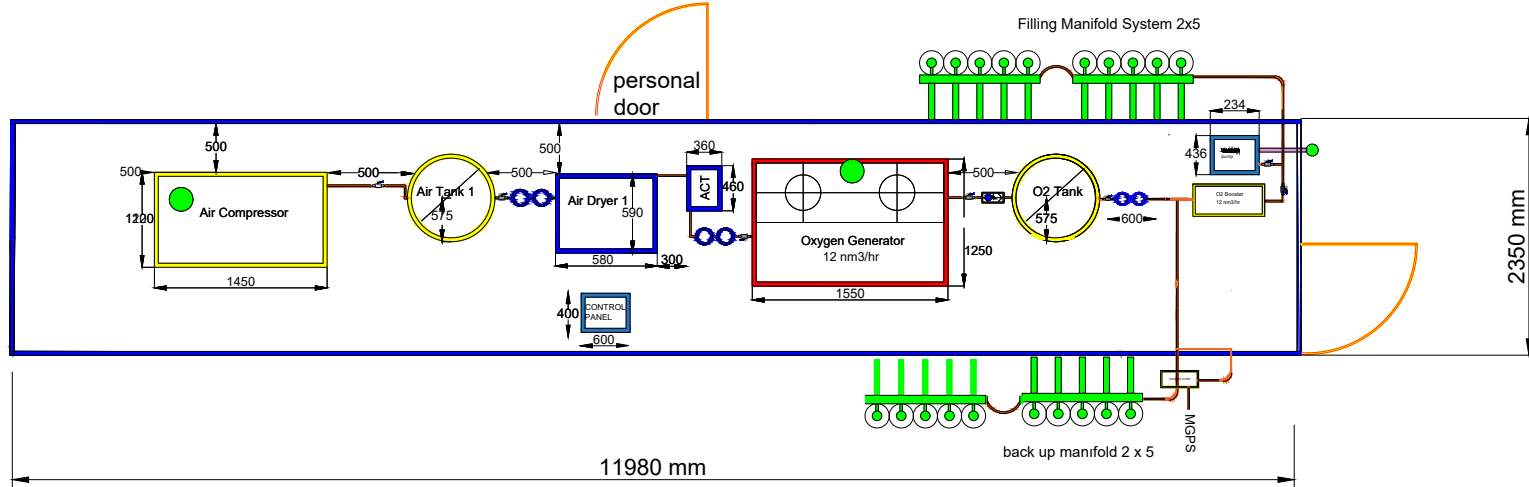 Filling Manifold System 2x5
personal
door
234
500
500
360
436
pump
500
500
500
460
500
ACT
Air Tank 1
575
Air Compressor
1200
Air Dryer 1
590
O2 Tank
575
600
O2 Booster
12 nm3/hr
Oxygen Generator
12 nm3/hr
1250
2350 mm
1450
580
300
1550
400
CONTROL
PANEL
600
MGPS
back up manifold 2 x 5
11980 mm